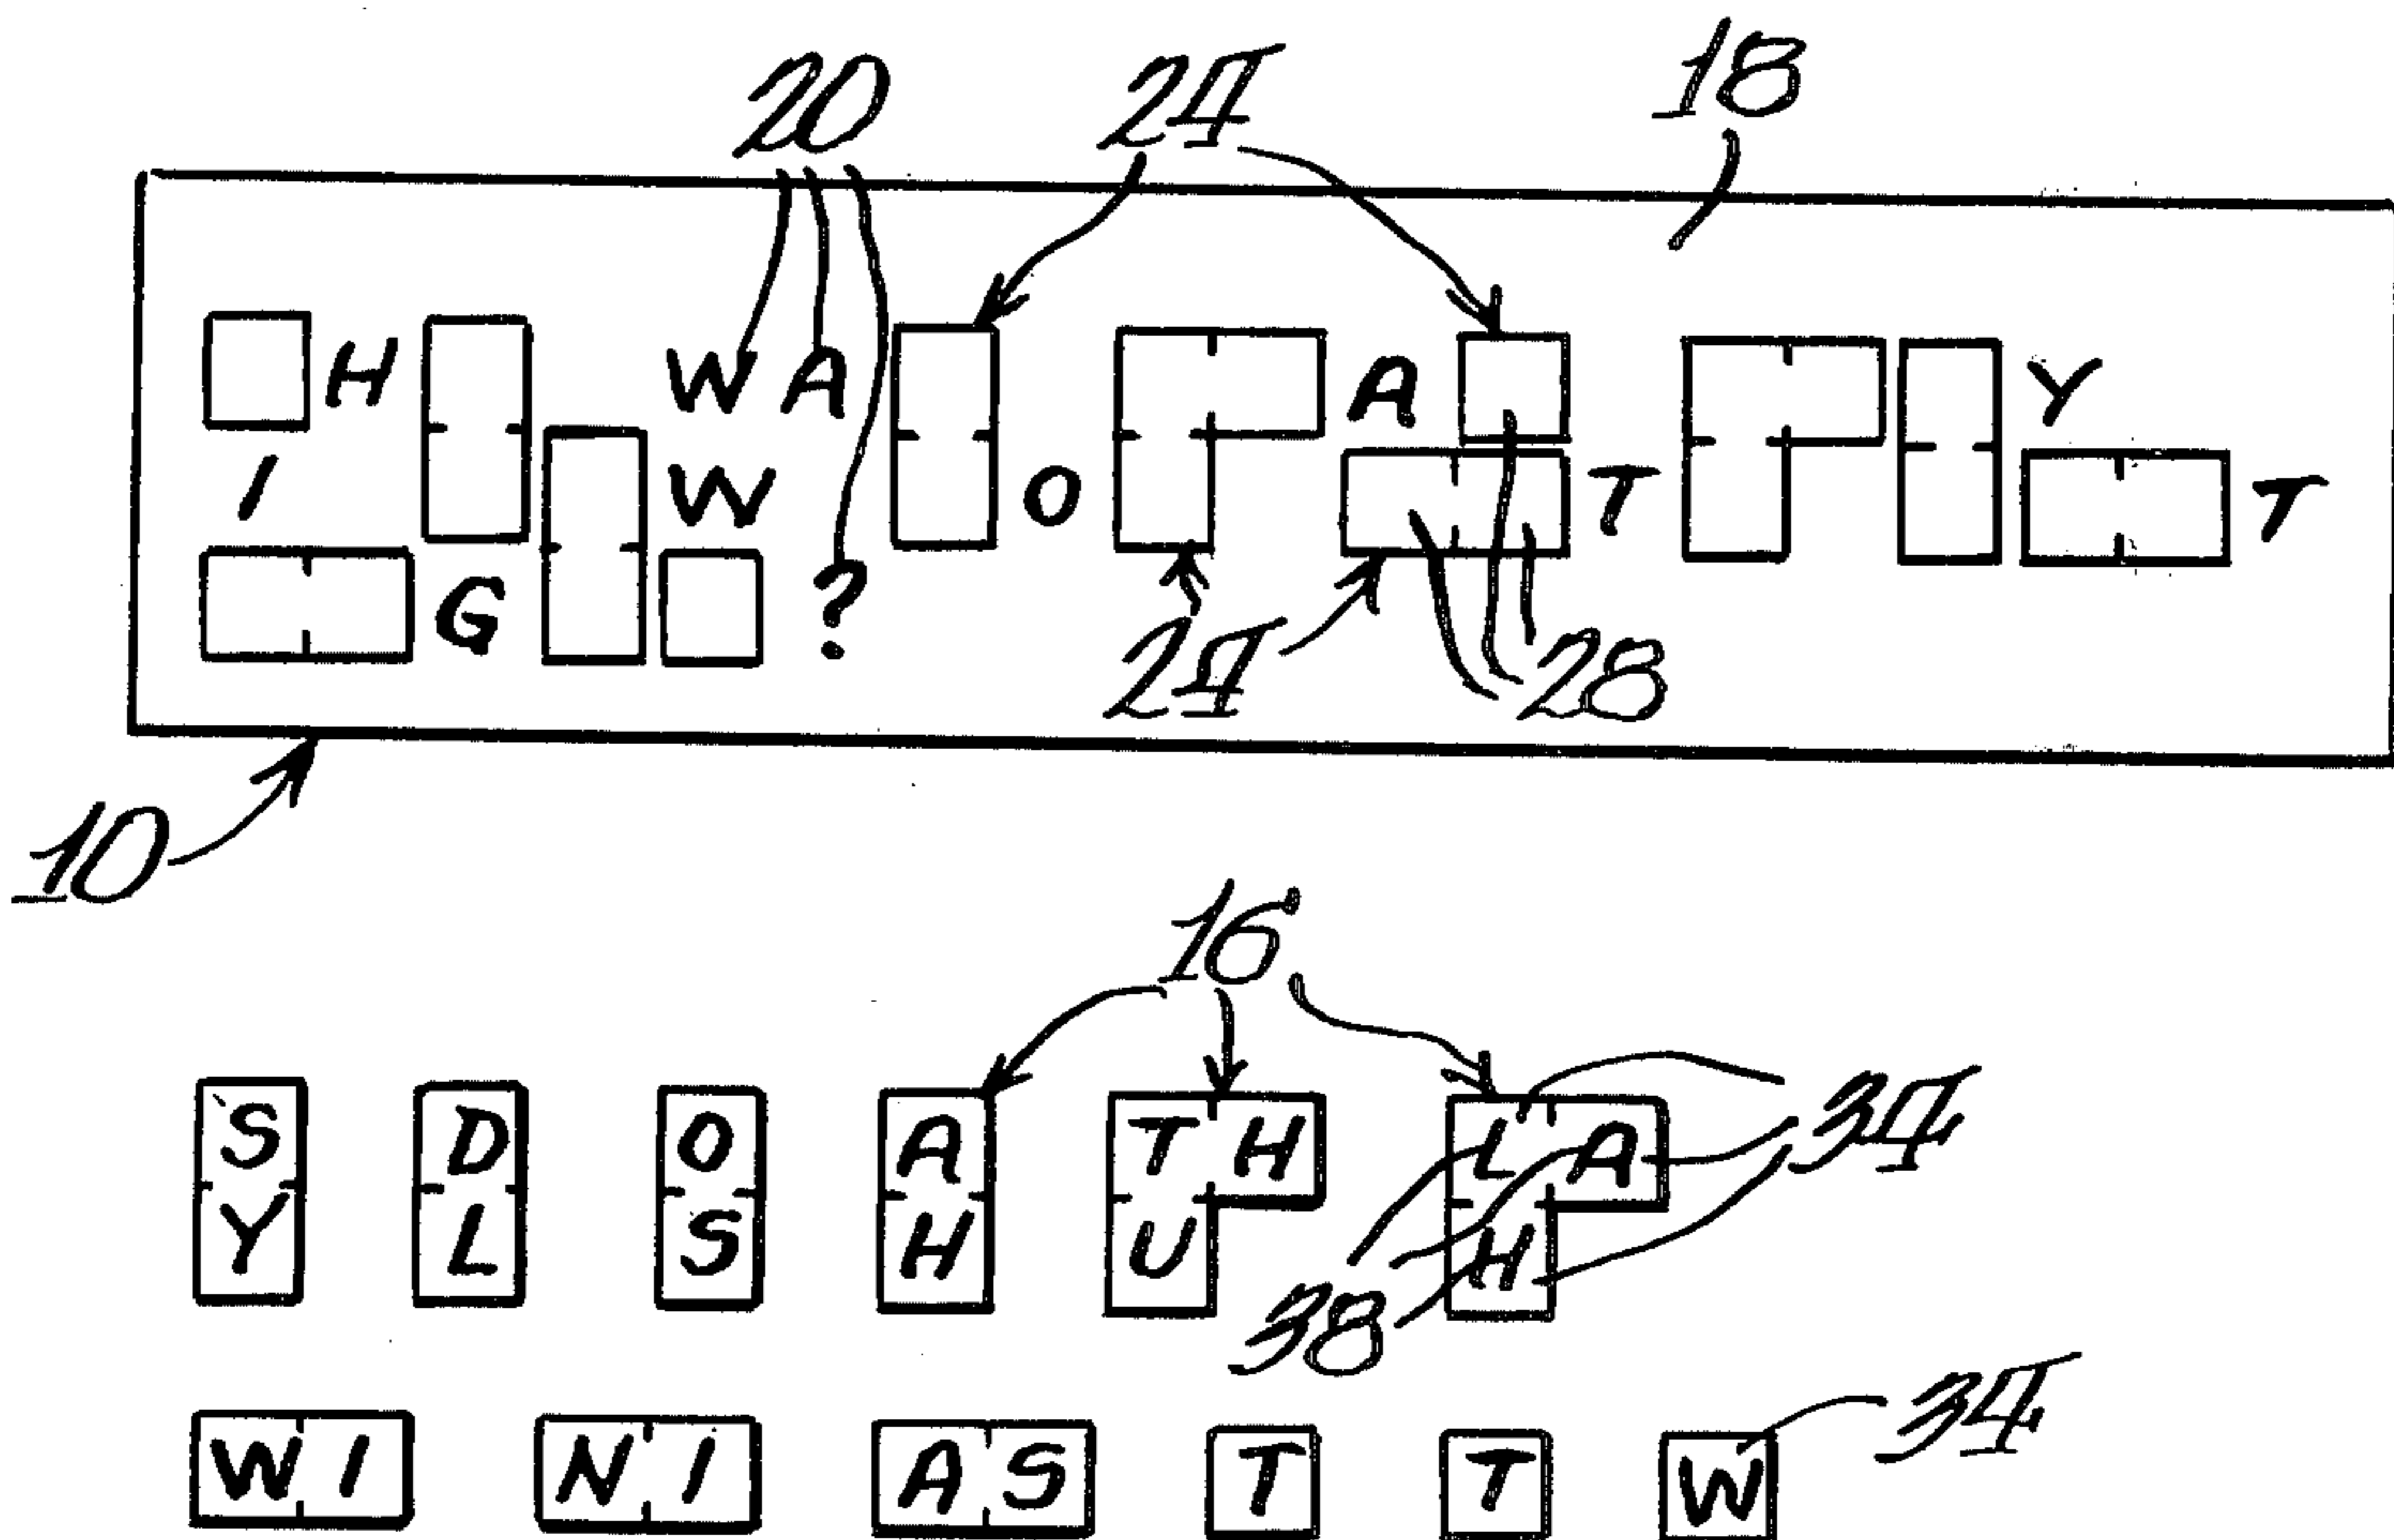 20 24 18
H W A A Y
I W O T T
G ?
24 28
10
16
S D O A T H L A 34
Y L S H U H
38
34
W I N I A S T T W